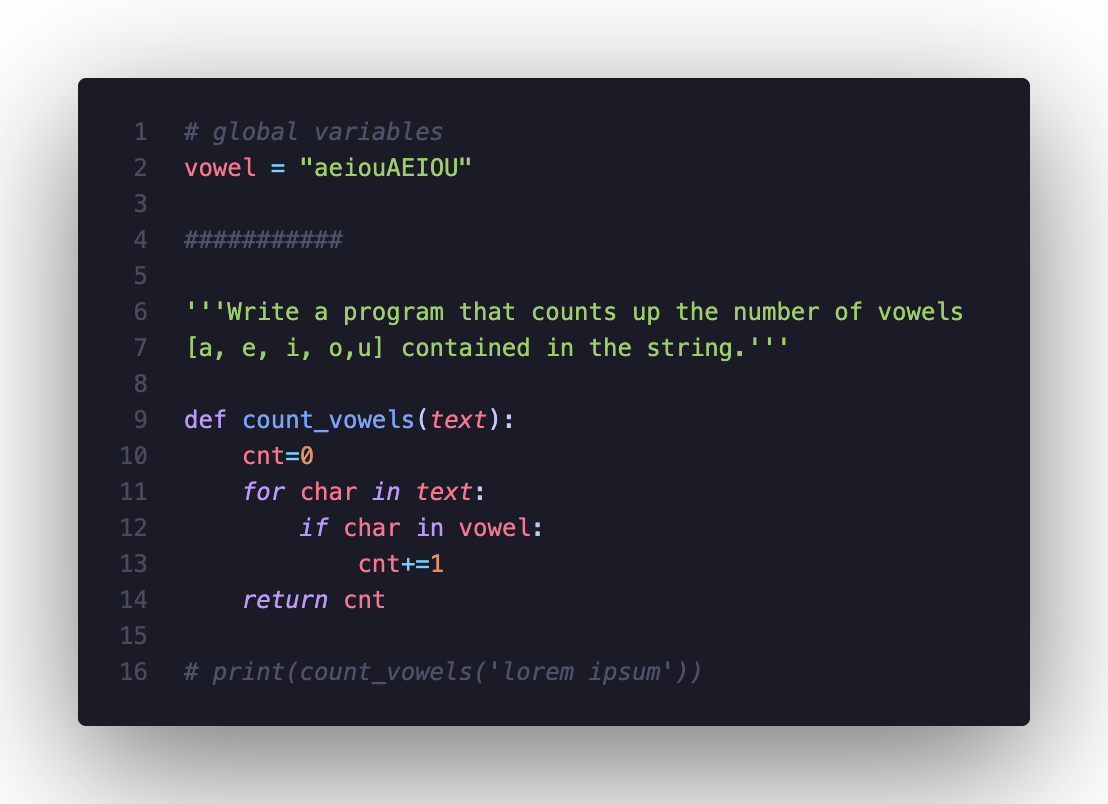 1 # global variables
2 vowel = "aeiouAEIOU"
3
4 ###########
5
6 '''Write a program that counts up the number of vowels
7 [a, e, i, o,u] contained in the string.'''
8
9 def count_vowels(text):
10     cnt=0
11     for char in text:
12         if char in vowel:
13             cnt+=1
14     return cnt
15
16 # print(count_vowels('lorem ipsum'))